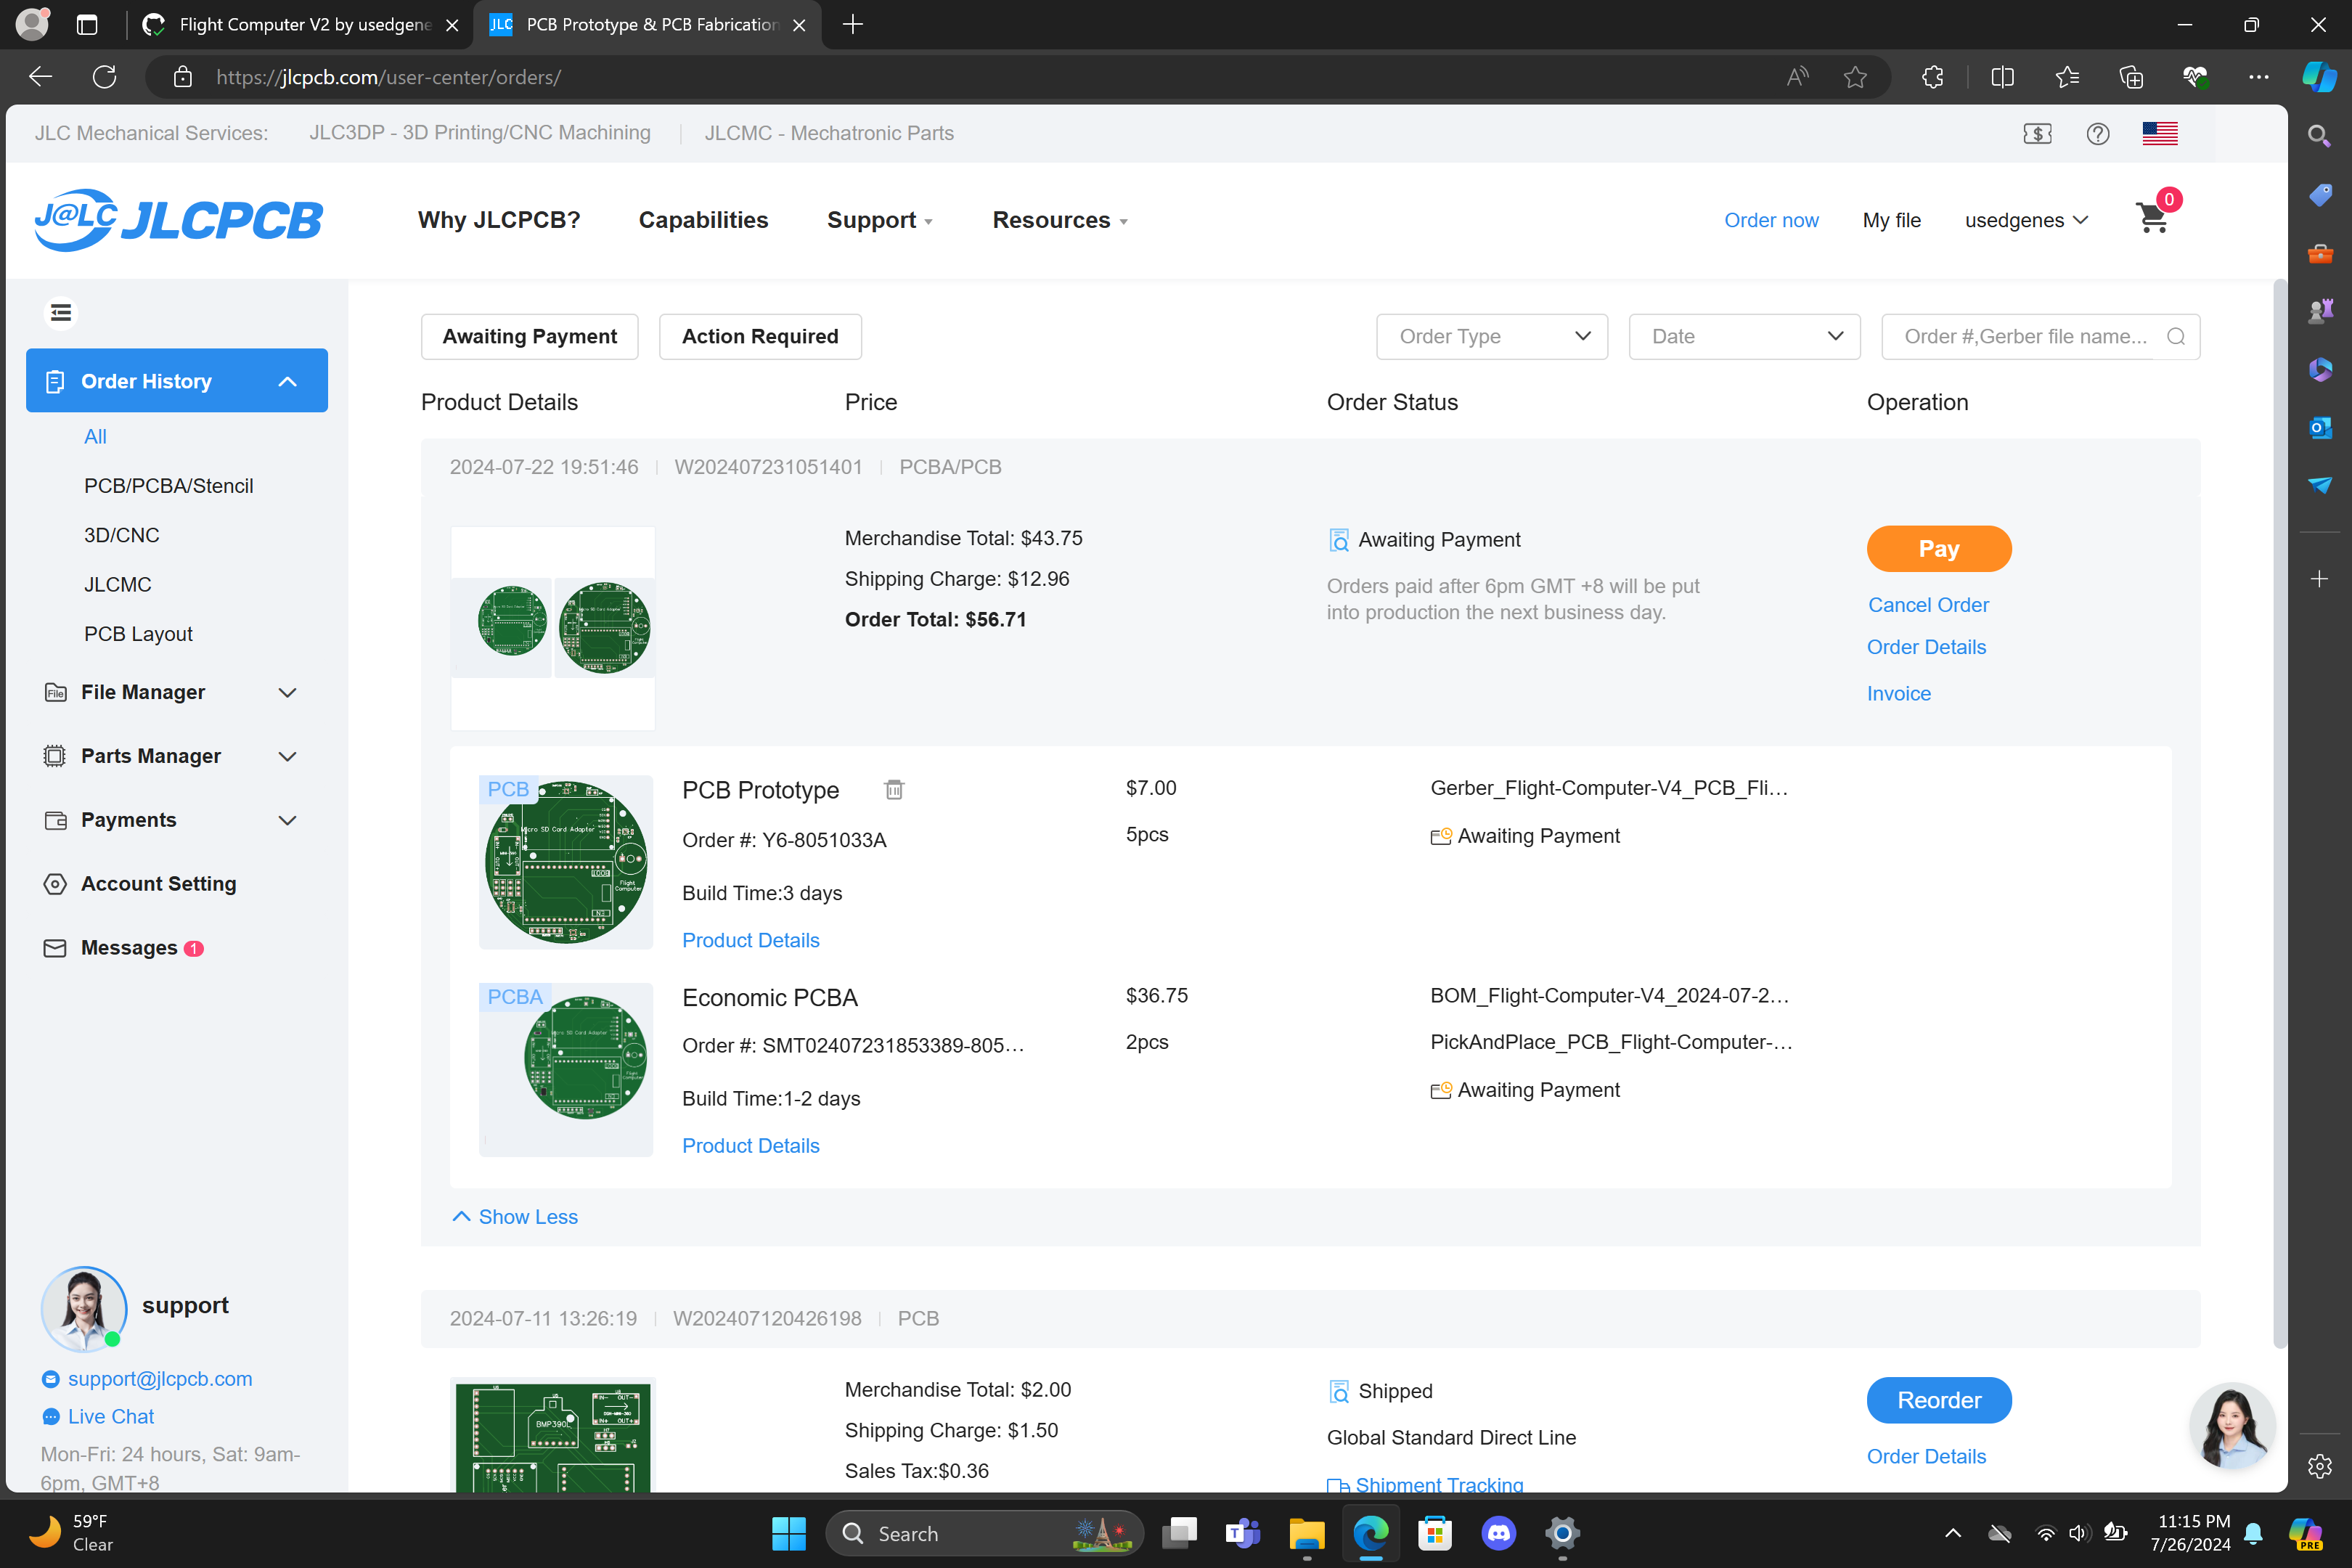 Flight Computer V2 by usedgene
JLC PCB Prototype & PCB Fabrication
https://jlcpcb.com/user-center/orders/
JLC Mechanical Services: JLC3DP - 3D Printing/CNC Machining JLCMC - Mechatronic Parts
J@LC JLCPCB
Why JLCPCB? Capabilities Support Resources
Order now My file usedgenes 0
Awaiting Payment Action Required Order Type Date Order #,Gerber file name...
Order History
All
PCB/PCBA/Stencil
3D/CNC
JLCMC
PCB Layout
File Manager
Parts Manager
Payments
Account Setting
Messages 1
support
support@jlcpcb.com
Live Chat
Mon-Fri: 24 hours, Sat: 9am-
6pm, GMT+8
Product Details Price Order Status Operation
2024-07-22 19:51:46 W202407231051401 PCBA/PCB
Merchandise Total: $43.75
Shipping Charge: $12.96
Order Total: $56.71
Awaiting Payment
Orders paid after 6pm GMT +8 will be put
into production the next business day.
Pay
Cancel Order
Order Details
Invoice
PCB
Micro SD Card Adapter
Flight
Computer
PCB Prototype
Order #: Y6-8051033A
Build Time:3 days
Product Details
$7.00
5pcs
Gerber_Flight-Computer-V4_PCB_Fli...
Awaiting Payment
PCBA
Economic PCBA
Order #: SMT02407231853389-805...
Build Time:1-2 days
Product Details
$36.75
2pcs
BOM_Flight-Computer-V4_2024-07-2...
PickAndPlace_PCB_Flight-Computer-...
Awaiting Payment
Show Less
2024-07-11 13:26:19 W202407120426198 PCB
BMP390L
Merchandise Total: $2.00
Shipping Charge: $1.50
Sales Tax:$0.36
Shipped
Global Standard Direct Line
Shipment Tracking
Reorder
Order Details
59°F
Clear
Search
11:15 PM
7/26/2024
PRE